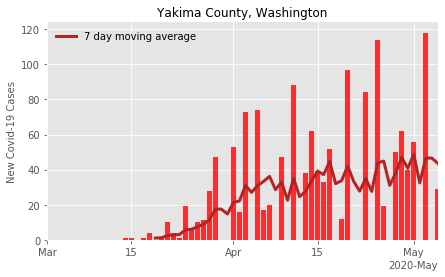 Yakima County, Washington
7 day moving average
New Covid-19 Cases
120
100
80
60
40
20
0
Mar
15
Apr
15
May
2020-May